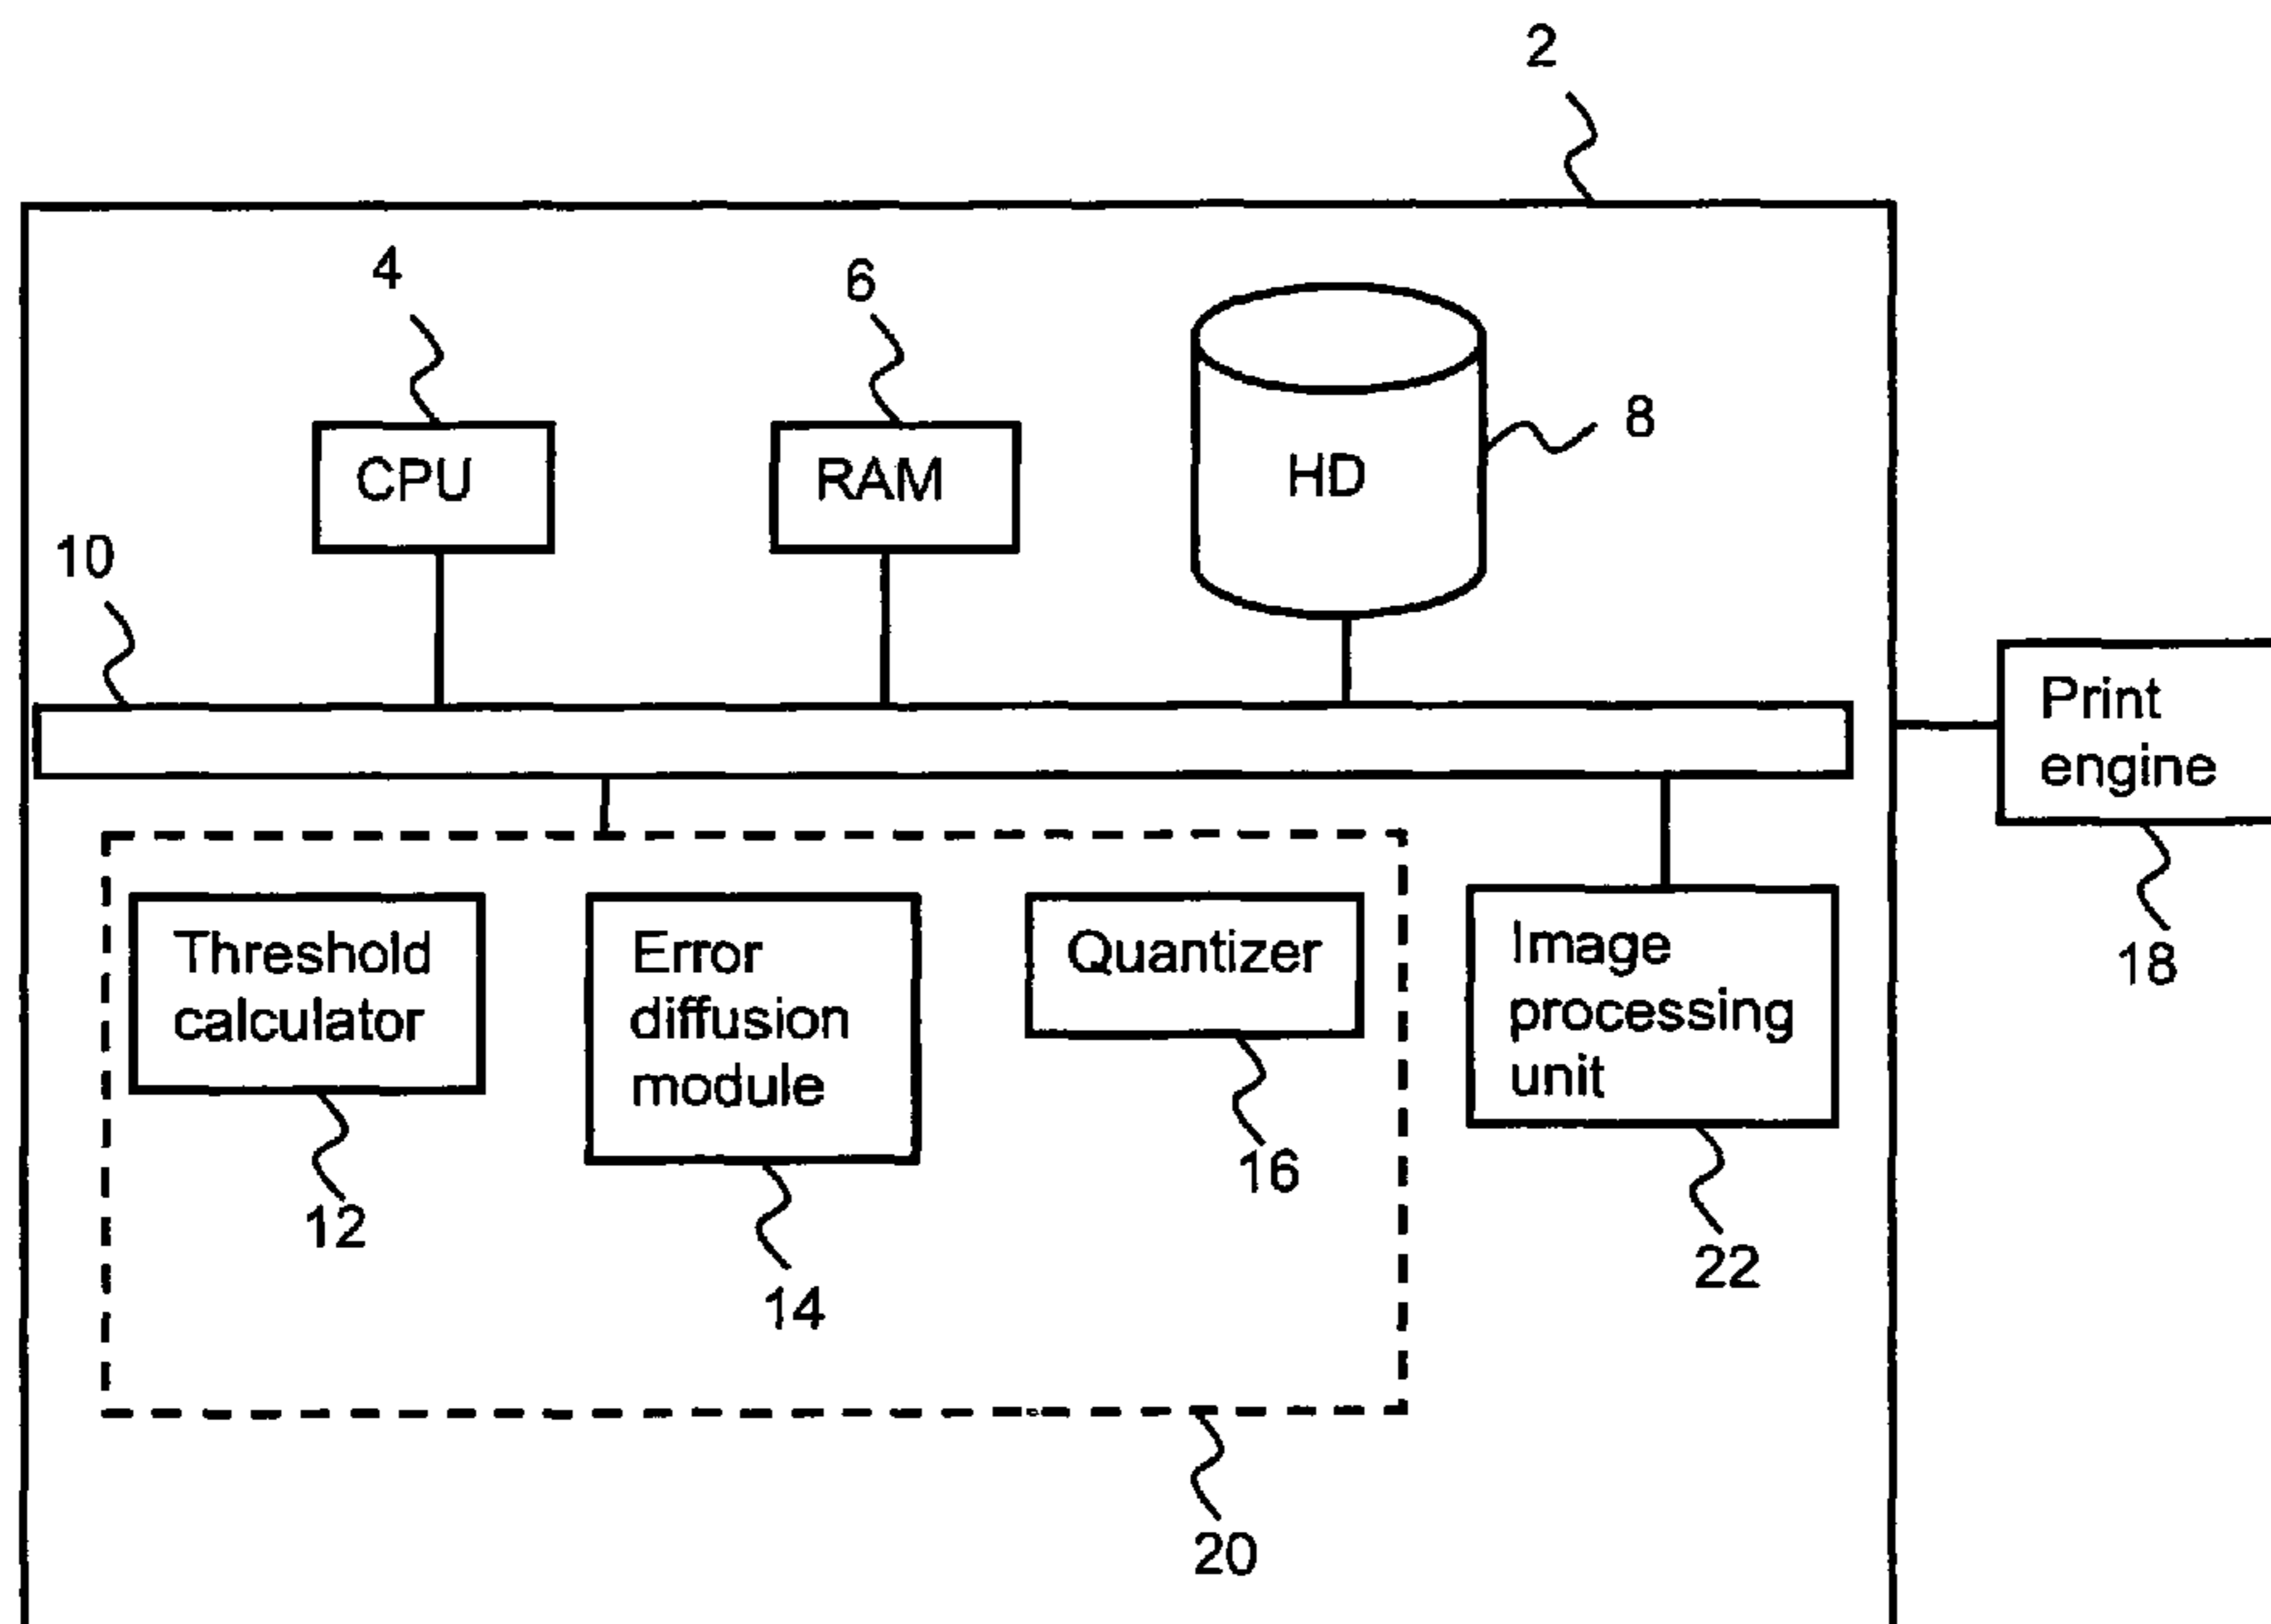 2
4
6
8
CPU
RAM
HD
10
Print
engine
18
Threshold
calculator
12
Error
diffusion
module
14
Quantizer
16
Image
processing
unit
22
20